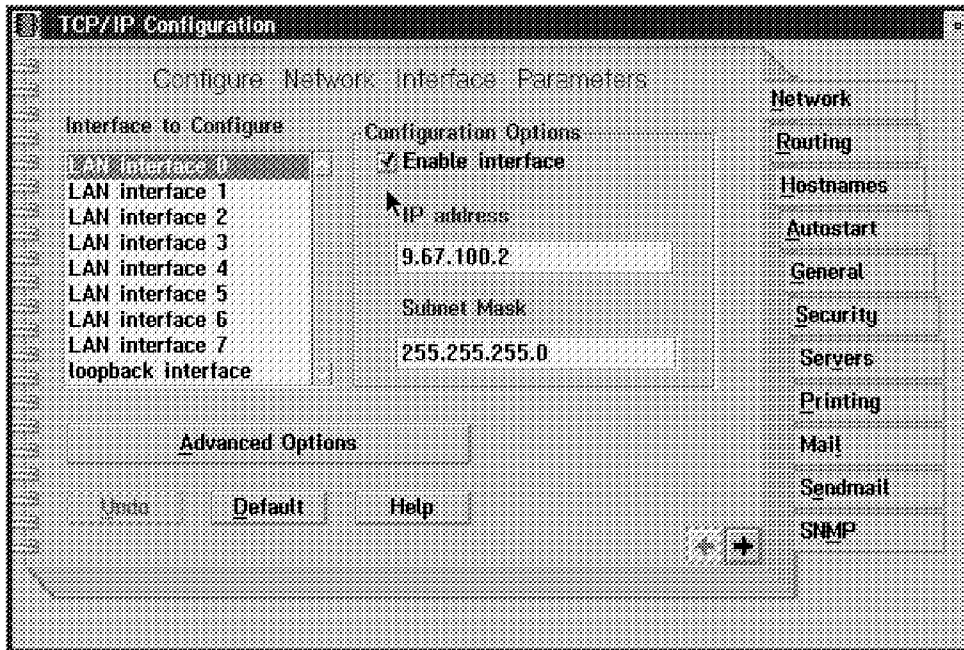 TCP/IP Configuration
Configure Network Interface Parameters
Interface to Configure
LAN interface 0
LAN interface 1
LAN interface 2
LAN interface 3
LAN interface 4
LAN interface 5
LAN interface 6
LAN interface 7
loopback interface
Configuration Options
Enable interface
IP address
9.67.100.2
Subnet Mask
255.255.255.0
Advanced Options
Undo
Default
Help
Network
Routing
Hostnames
Autostart
General
Security
Servers
Printing
Mail
Sendmail
SNMP